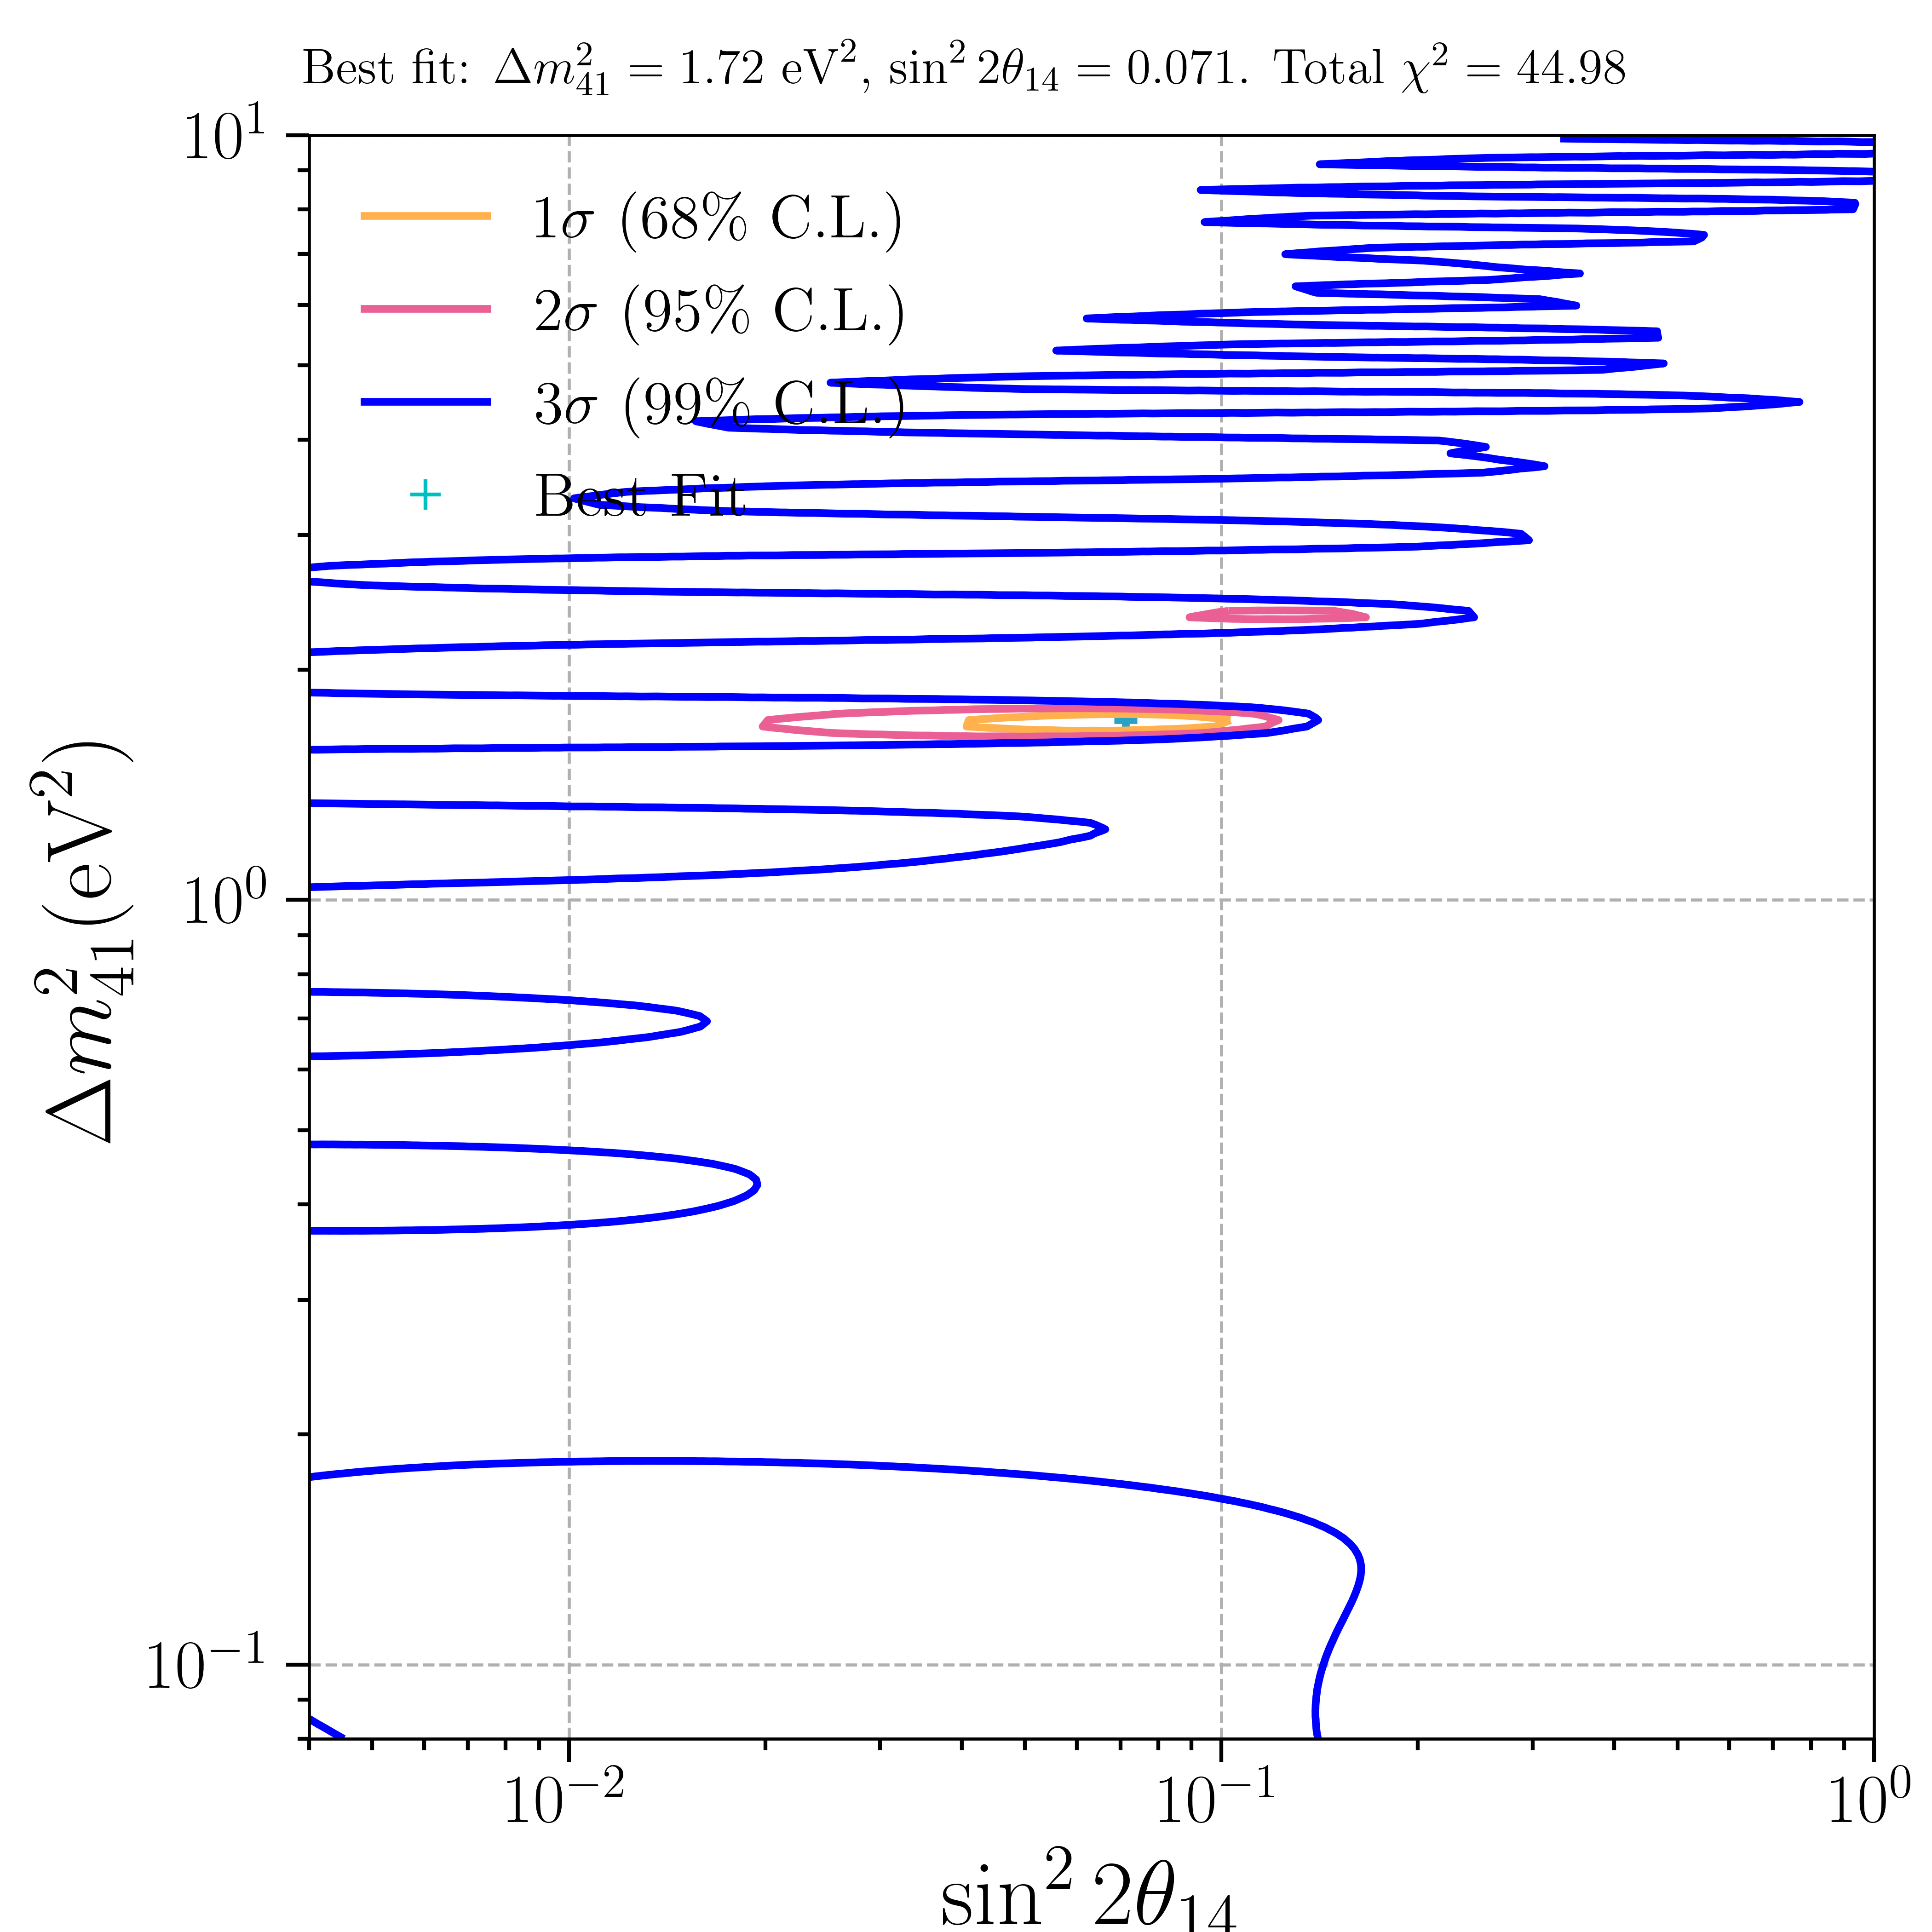 Best fit: Δm²₄₁ = 1.72 eV², sin² 2θ₁₄ = 0.071. Total χ² = 44.98
10¹
1σ (68% C.L.)
2σ (95% C.L.)
3σ (99% C.L.)
Best Fit
Δm²₄₁(eV²)
10⁰
10⁻¹
10⁻² 10⁻¹ 10⁰
sin² 2θ₁₄